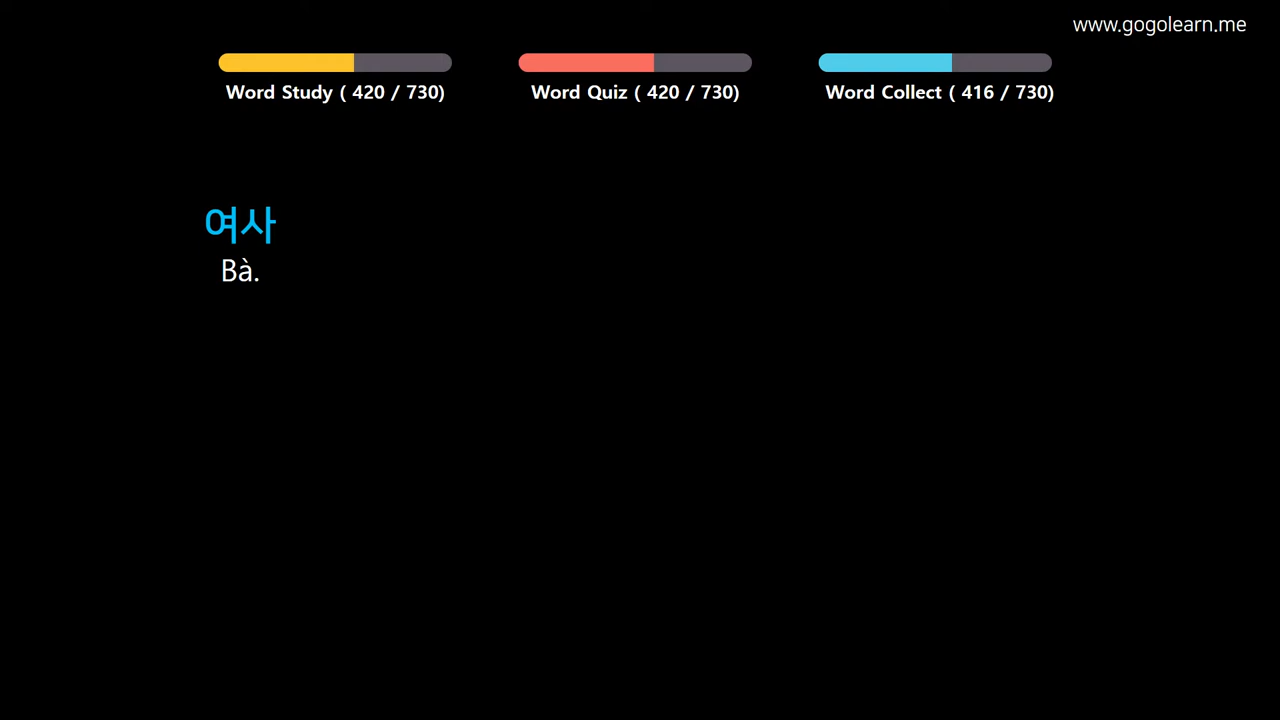 www.gogolearn.me
Word Study ( 420 / 730)
Word Quiz ( 420 / 730)
Word Collect ( 416 / 730)
여사
Bà.